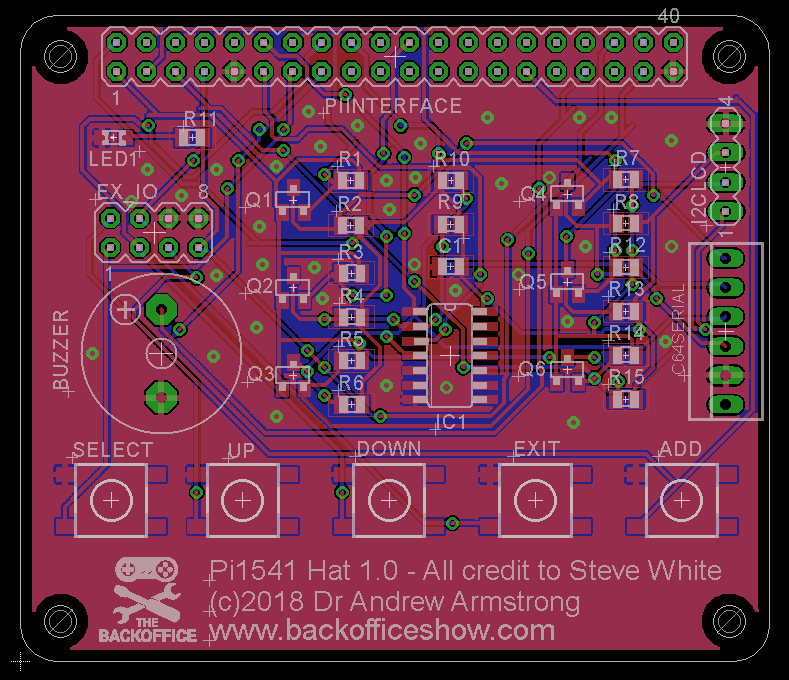 40
1
PIINTERFACE
4
R11
LED1
R1
R10
R7
I2CLCD
EX_IO
8
Q1
Q4
R2
R9
R8
1
R3
C1
R12
1
Q2
Q5
R4
R13
BUZZER
R5
R14
C64SERIAL
Q3
R6
Q6
R15
IC1
SELECT
UP
DOWN
EXIT
ADD
Pi1541 Hat 1.0 - All credit to Steve White
(c)2018 Dr Andrew Armstrong
www.backofficeshow.com
THE
BACKOFFICE